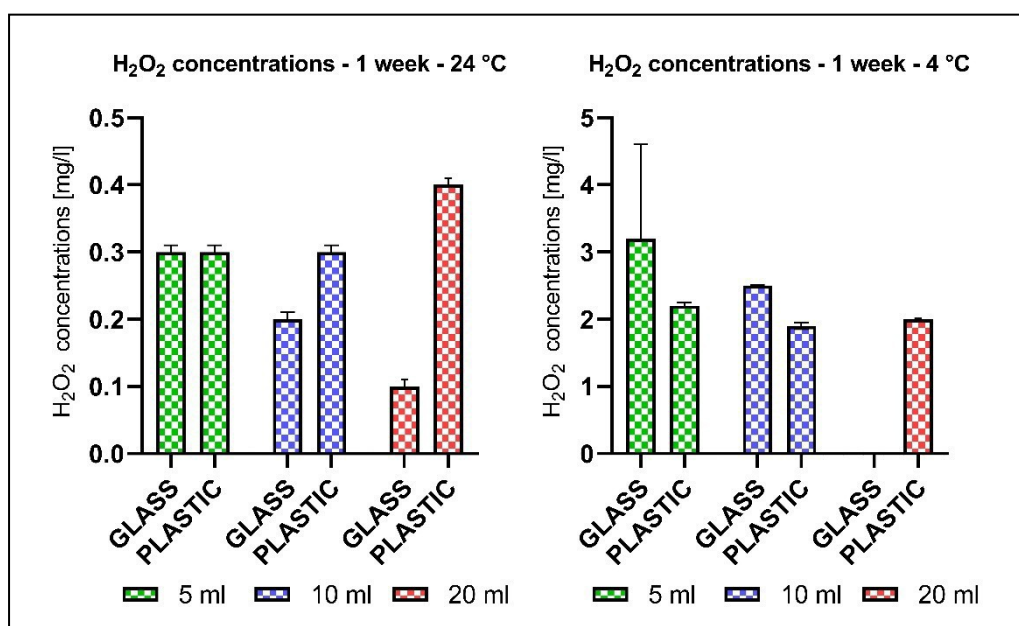 H₂O₂ concentrations - 1 week - 24 °C
H₂O₂ concentrations [mg/l]
0.5
0.4
0.3
0.2
0.1
0.0
GLASS
PLASTIC
GLASS
PLASTIC
GLASS
PLASTIC
5 ml
10 ml
20 ml
H₂O₂ concentrations - 1 week - 4 °C
H₂O₂ concentrations [mg/l]
5
4
3
2
1
0
GLASS
PLASTIC
GLASS
PLASTIC
GLASS
PLASTIC
5 ml
10 ml
20 ml